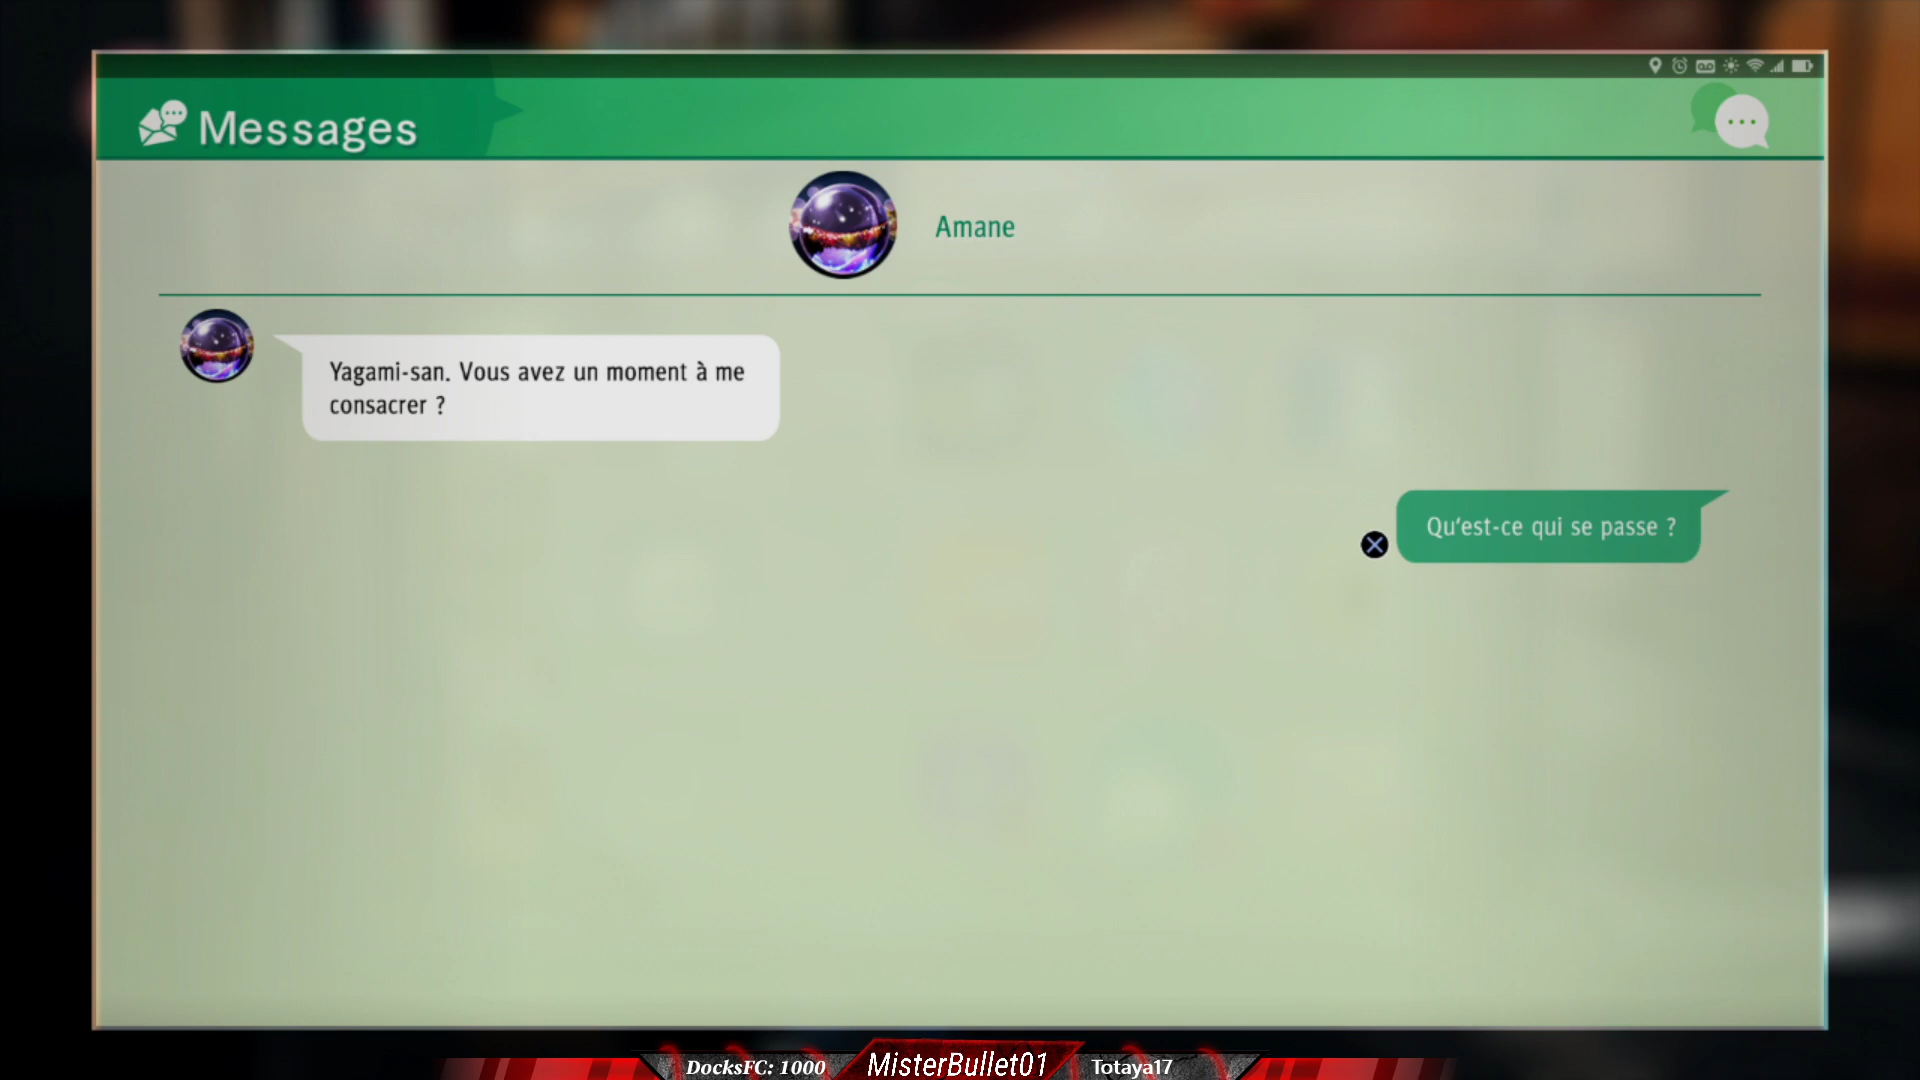 Messages
Amane
Yagami-san. Vous avez un moment à me
consacrer ?
Qu'est-ce qui se passe ?
DocksFC: 1000
MisterBullet01
Totaya17